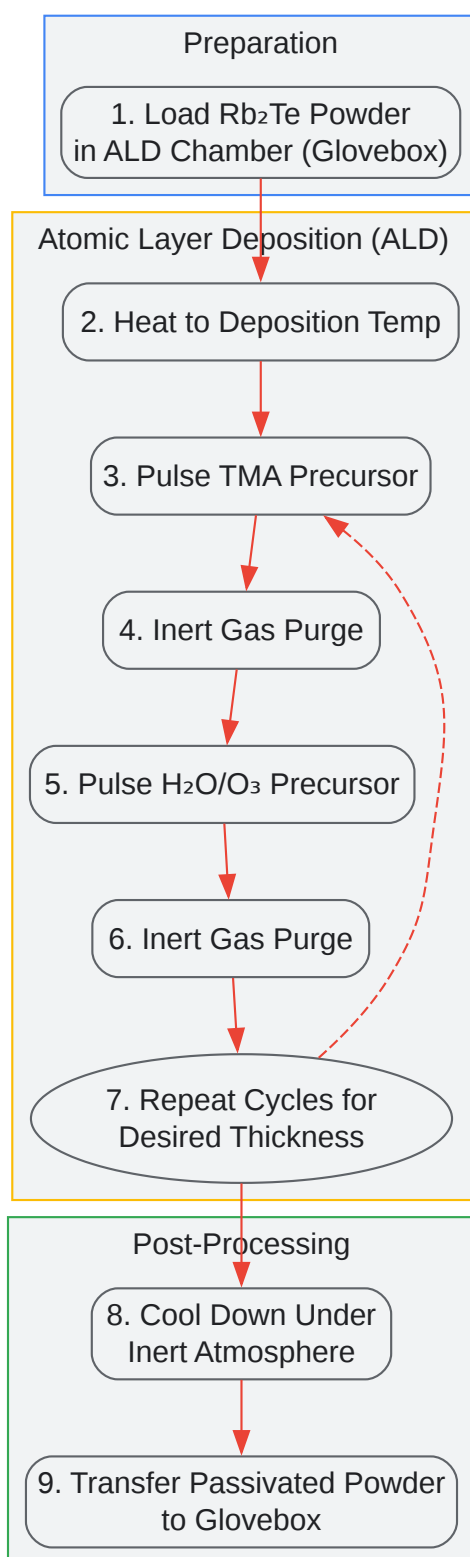 Preparation
1. Load Rb₂Te Powder
in ALD Chamber (Glovebox)
Atomic Layer Deposition (ALD)
2. Heat to Deposition Temp
3. Pulse TMA Precursor
4. Inert Gas Purge
5. Pulse H₂O/O₃ Precursor
6. Inert Gas Purge
7. Repeat Cycles for
Desired Thickness
Post-Processing
8. Cool Down Under
Inert Atmosphere
9. Transfer Passivated Powder
to Glovebox